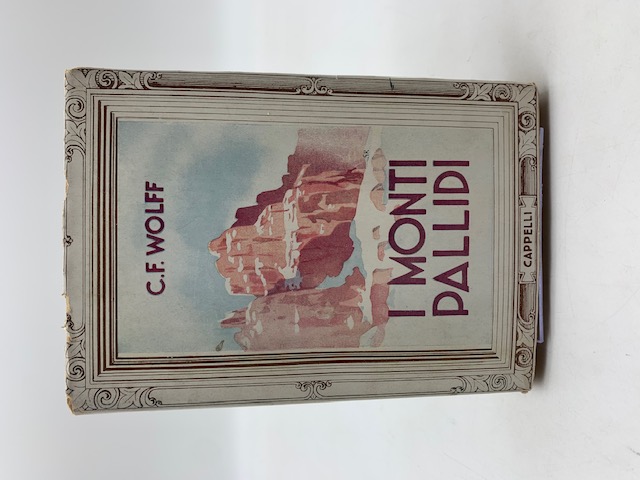 C.F. WOLFF
I MONTI
PALLIDI
CAPPELLI